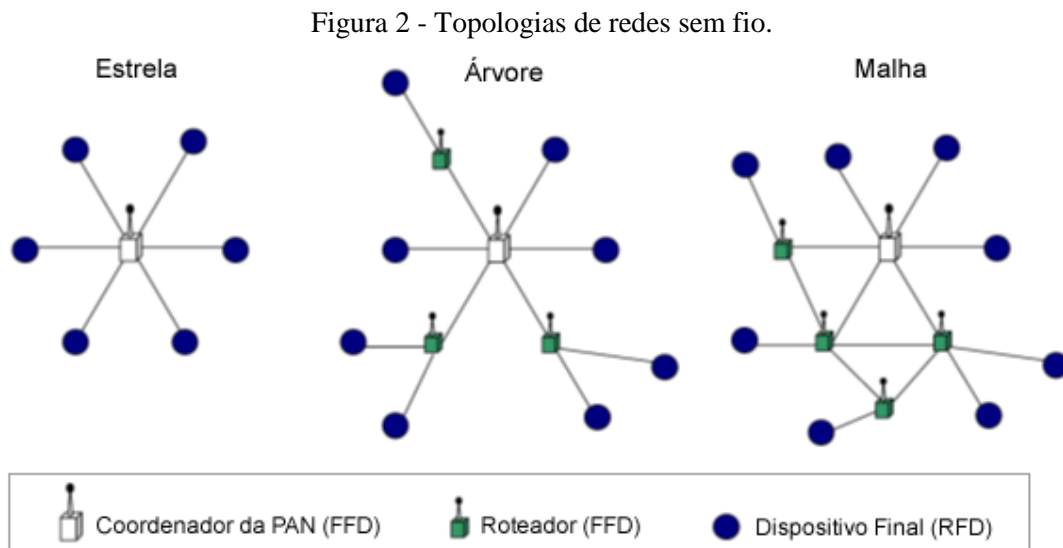 Figura 2 - Topologias de redes sem fio.
Estrela
Árvore
Malha
Coordenador da PAN (FFD)
Roteador (FFD)
Dispositivo Final (RFD)